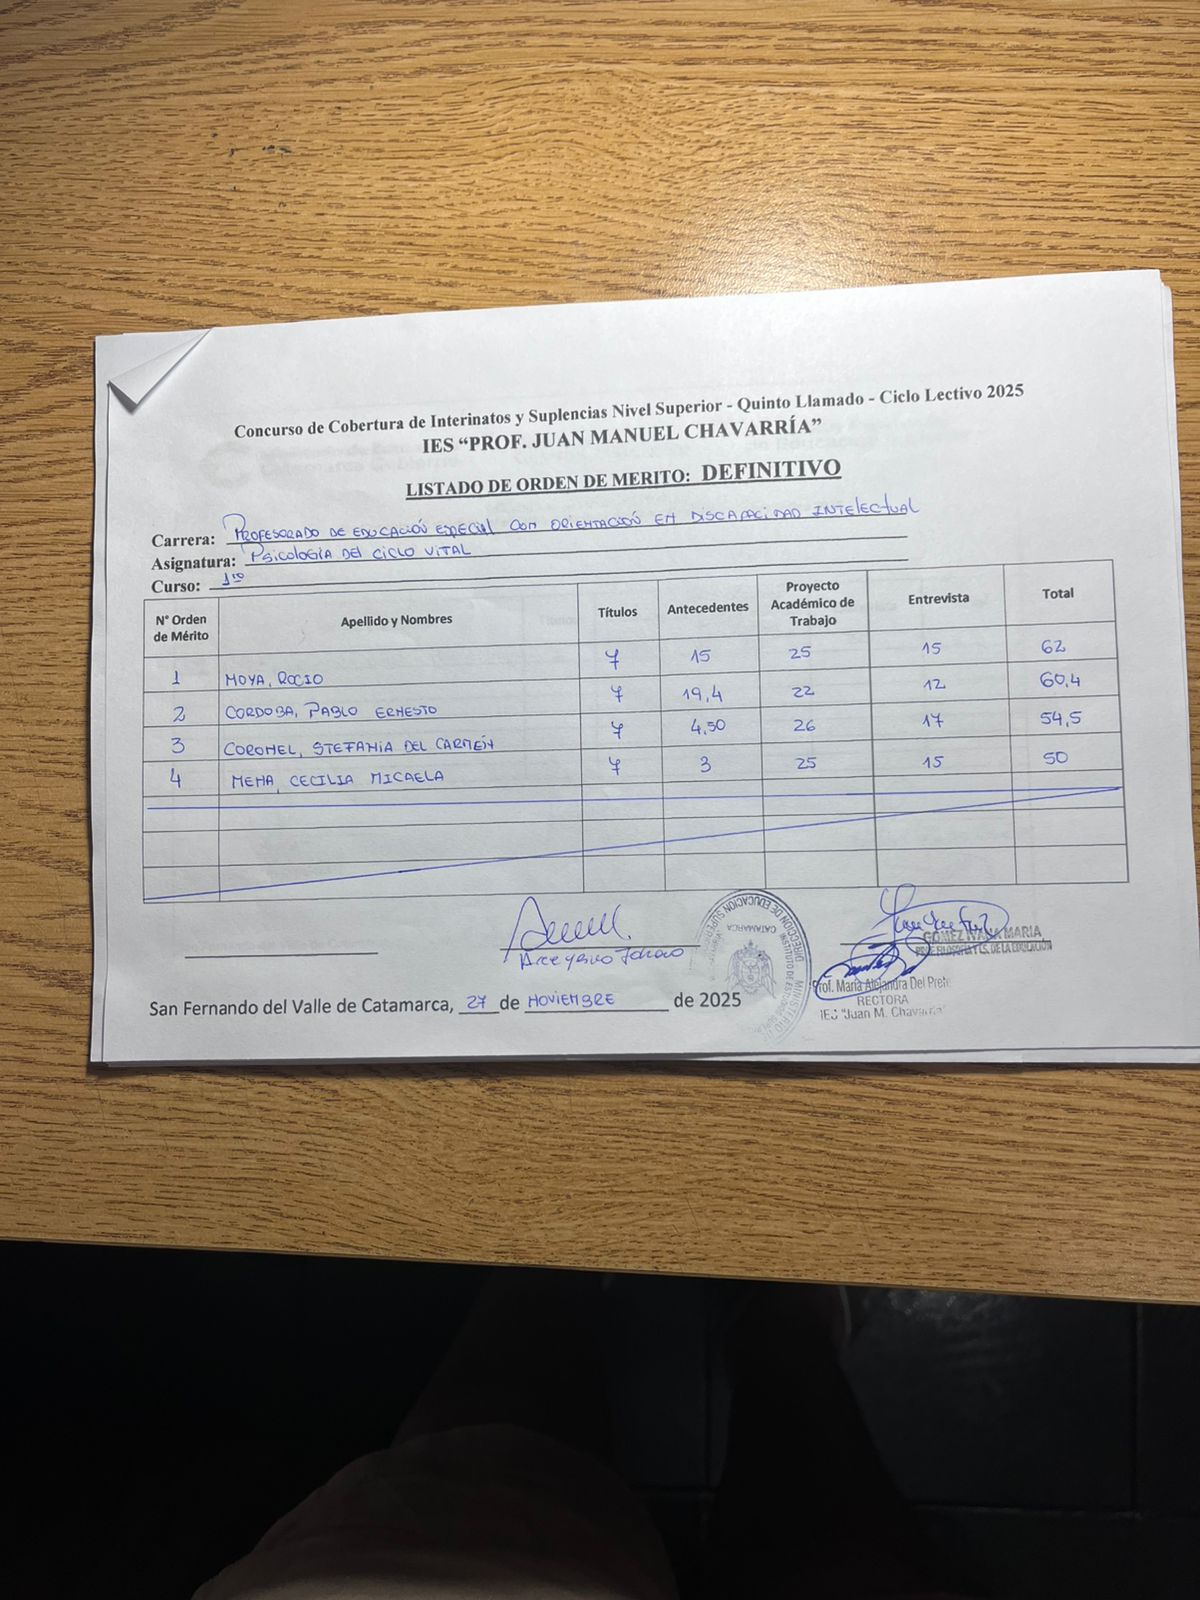 Concurso de Cobertura de Interinatos y Suplencias Nivel Superior - Quinto Llamado - Ciclo Lectivo 2025
IES “PROF. JUAN MANUEL CHAVARRÍA”
LISTADO DE ORDEN DE MERITO: DEFINITIVO
Carrera: PROFESORADO DE EDUCACIÓN ESPECIAL CON ORIENTACIÓN EN DISCAPACIDAD INTELECTUAL
Asignatura: PSICOLOGÍA DEL CICLO VITAL
Curso: 1ro
N° Orden de Mérito Apellido y Nombres Títulos Antecedentes Proyecto Académico de Trabajo Entrevista Total
1 MOYA, ROCIO 7 15 25 15 62
2 CORDOBA, PABLO ERNESTO 7 19,4 22 12 60,4
3 CORONEL, STEFANIA DEL CARMEN 7 4,50 26 17 54,5
4 MENA, CECILIA MICAELA 7 3 25 15 50
GOMEZ IVANA MARIA
Prof. María Alejandra Del Prete
RECTORA
IES "Juan M. Chavarría"
San Fernando del Valle de Catamarca, 27 de NOVIEMBRE de 2025